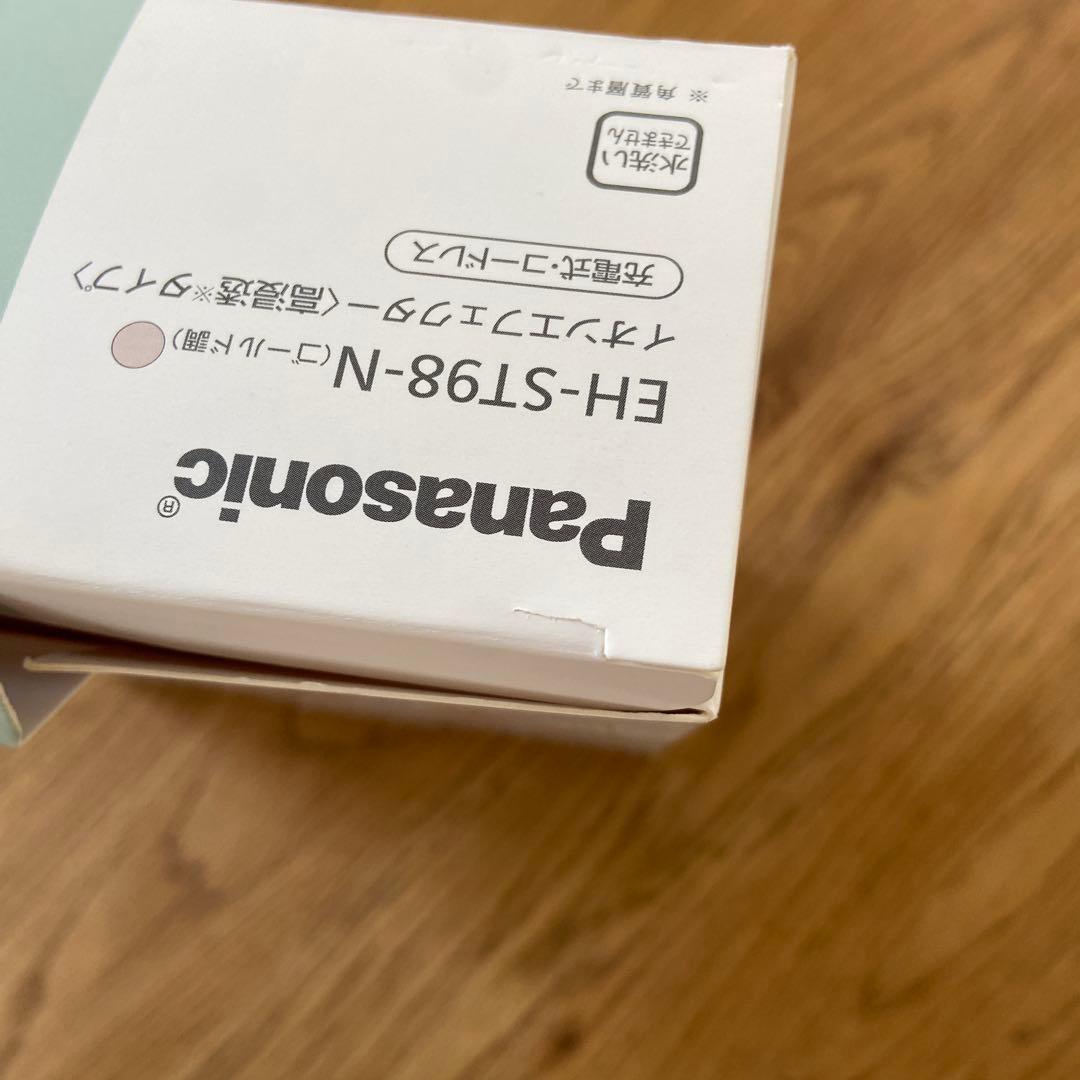 Panasonic®
EH-ST98-N(ゴールド調)
イオンエフェクター〈高浸透※タイプ〉
充電式・コードレス
水洗い
できません
※ 角質層まで